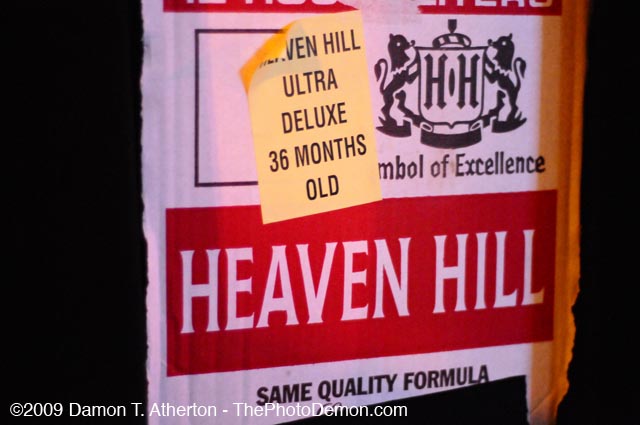 HEAVEN HILL
ULTRA
DELUXE
36 MONTHS
OLD
H H
mbol of Excellence
HEAVEN HILL
SAME QUALITY FORMULA
©2009 Damon T. Atherton - ThePhotoDemon.com